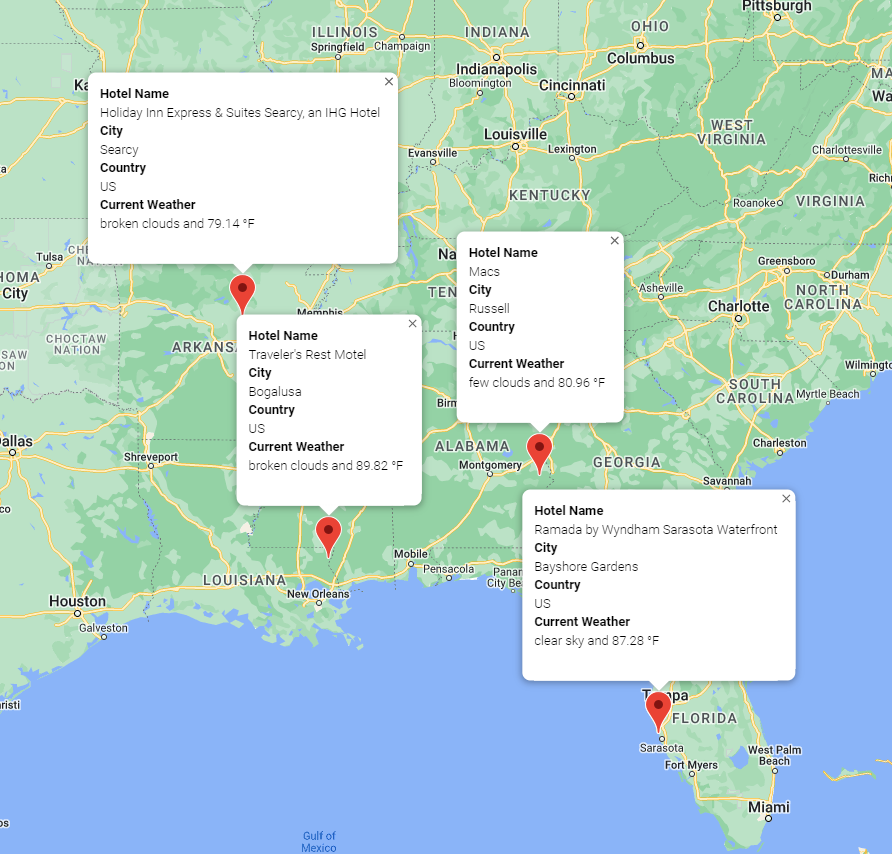 Pittsburgh
ILLINOIS
Springfield
Champaign
INDIANA
Indianapolis
Bloomington
OHIO
Columbus
Cincinnati
Louisville
Lexington
Evansville
KENTUCKY
WEST
VIRGINIA
Charlottesville
Roanoke
VIRGINIA
Hotel Name
Holiday Inn Express & Suites Searcy, an IHG Hotel
City
Searcy
Country
US
Current Weather
broken clouds and 79.14 °F
Tulsa
City
Memphis
CHOCTAW
NATION
Hotel Name
Macs
City
Russell
Country
US
Current Weather
few clouds and 80.96 °F
Greensboro
Durham
Asheville
NORTH
CAROLINA
Charlotte
SOUTH
CAROLINA
Myrtle Beach
Charleston
Hotel Name
Traveler's Rest Motel
City
Bogalusa
Country
US
Current Weather
broken clouds and 89.82 °F
Shreveport
ALABAMA
Montgomery
GEORGIA
Savannah
Hotel Name
Ramada by Wyndham Sarasota Waterfront
City
Bayshore Gardens
Country
US
Current Weather
clear sky and 87.28 °F
Mobile
Pensacola
LOUISIANA
New Orleans
Houston
Galveston
FLORIDA
Sarasota
Fort Myers
West Palm
Beach
Miami
Gulf of
Mexico